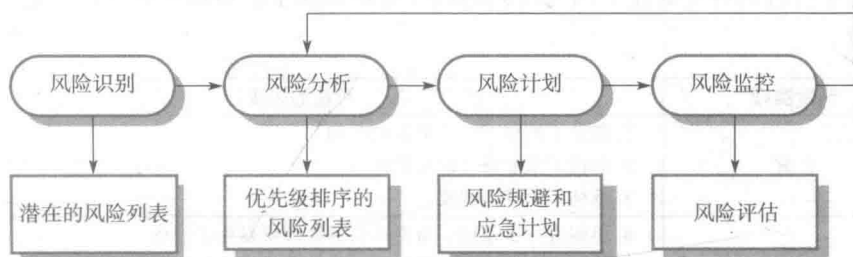 风险识别
风险分析
风险计划
风险监控
潜在的风险列表
优先级排序的
风险列表
风险规避和
应急计划
风险评估